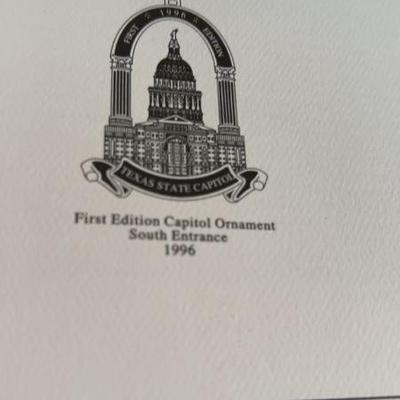 FIRST ★ 1996 ★ EDITION
TEXAS STATE CAPITOL
First Edition Capitol Ornament
South Entrance
1996